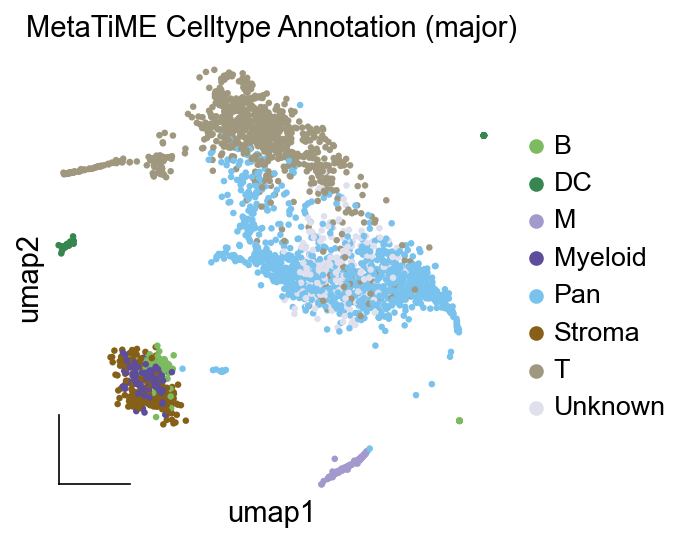 MetaTiME Celltype Annotation (major)
B
DC
M
Myeloid
Pan
Stroma
T
Unknown
umap2
umap1